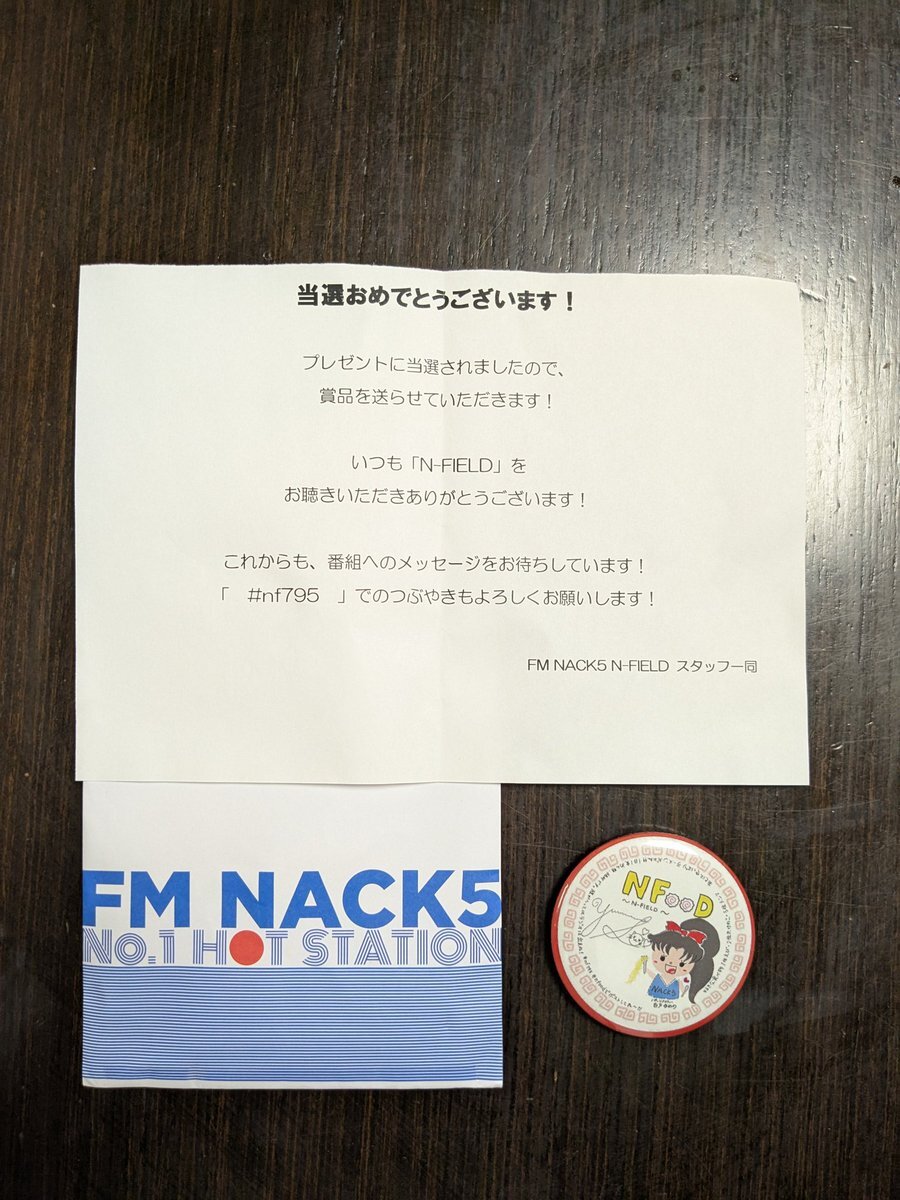 当選おめでとうございます！
プレゼントに当選されましたので、
賞品を送らせていただきます！
いつも「N-FIELD」を
お聴きいただきありがとうございます！
これからも、番組へのメッセージをお待ちしています！
「　#nf795　」でのつぶやきもよろしくお願いします！
FM NACK5 N-FIELD スタッフ一同
FM NACK5
No.1 HOT STATION
NFOOD
～N-FIELD～
NACK5